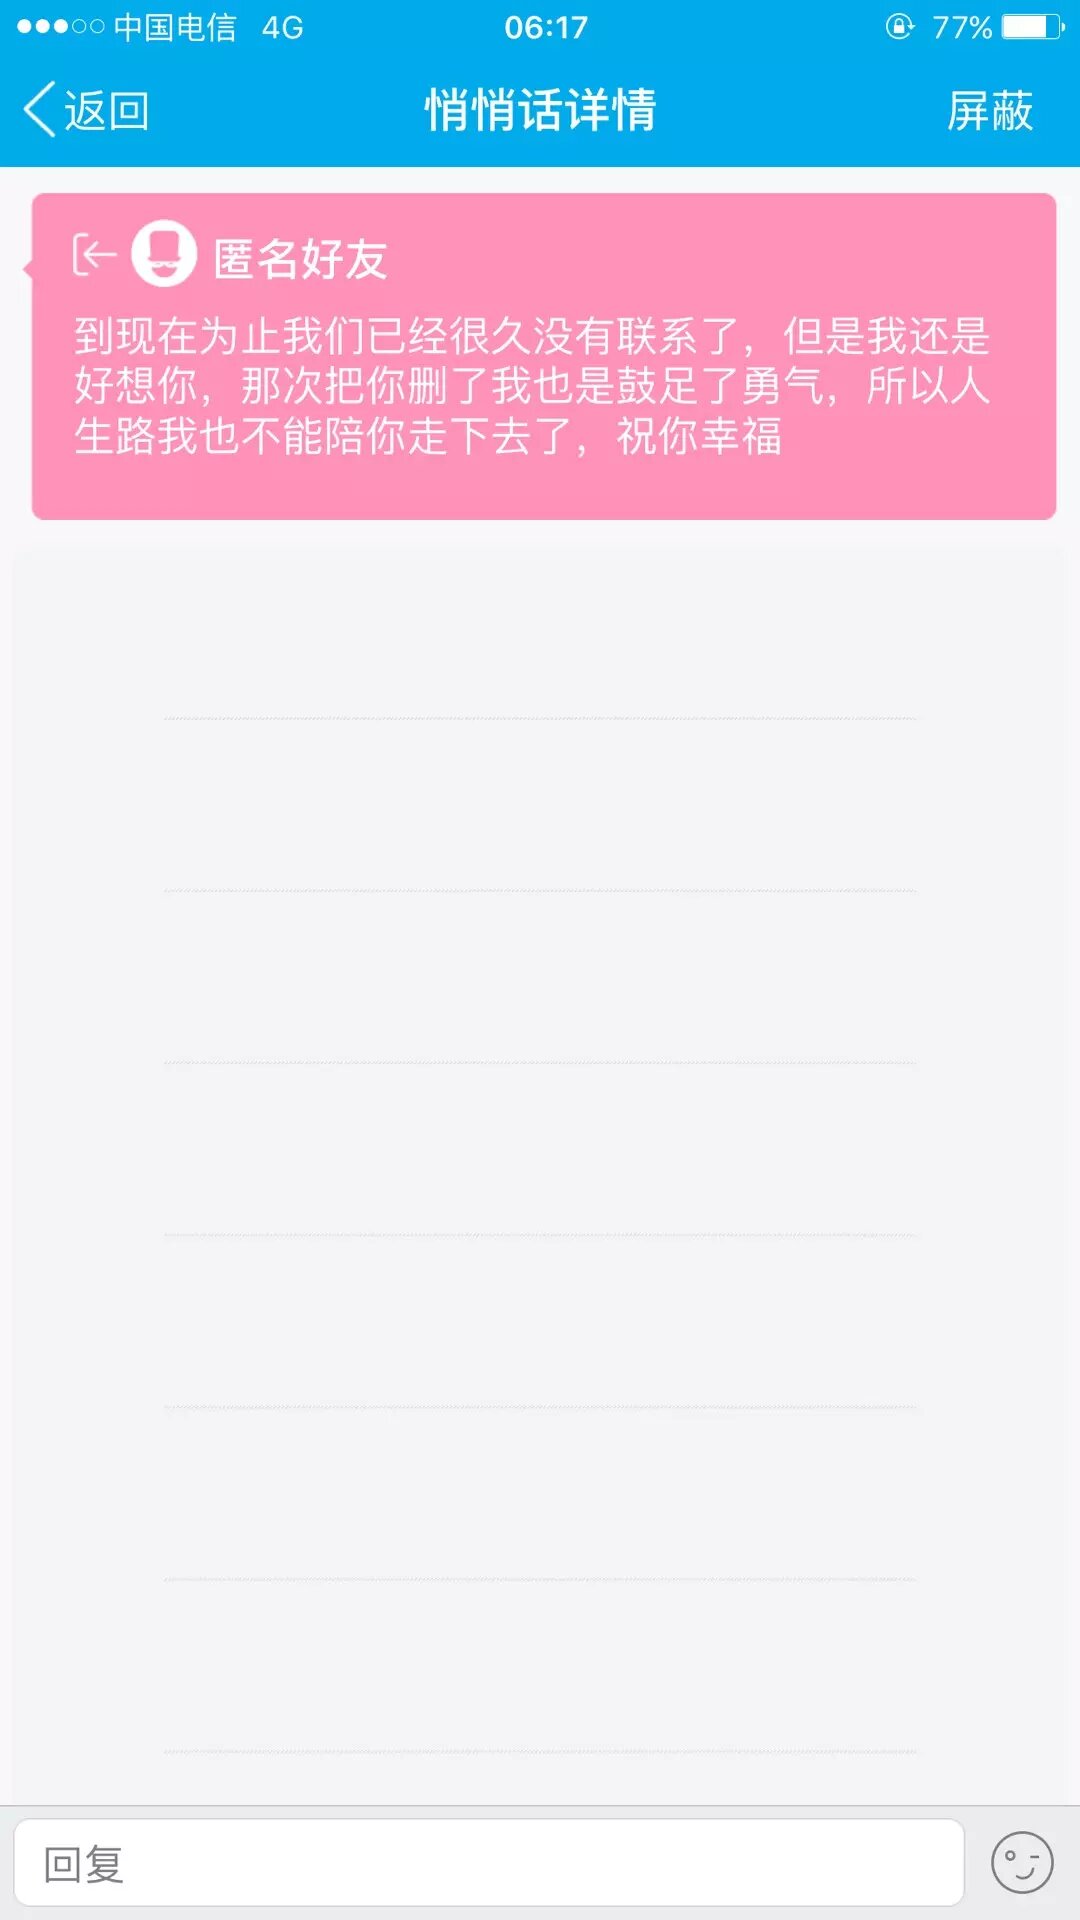 中国电信 4G 06:17 77%
返回 悄悄话详情 屏蔽
匿名好友
到现在为止我们已经很久没有联系了，但是我还是
好想你，那次把你删了我也是鼓足了勇气，所以人
生路我也不能陪你走下去了，祝你幸福
回复